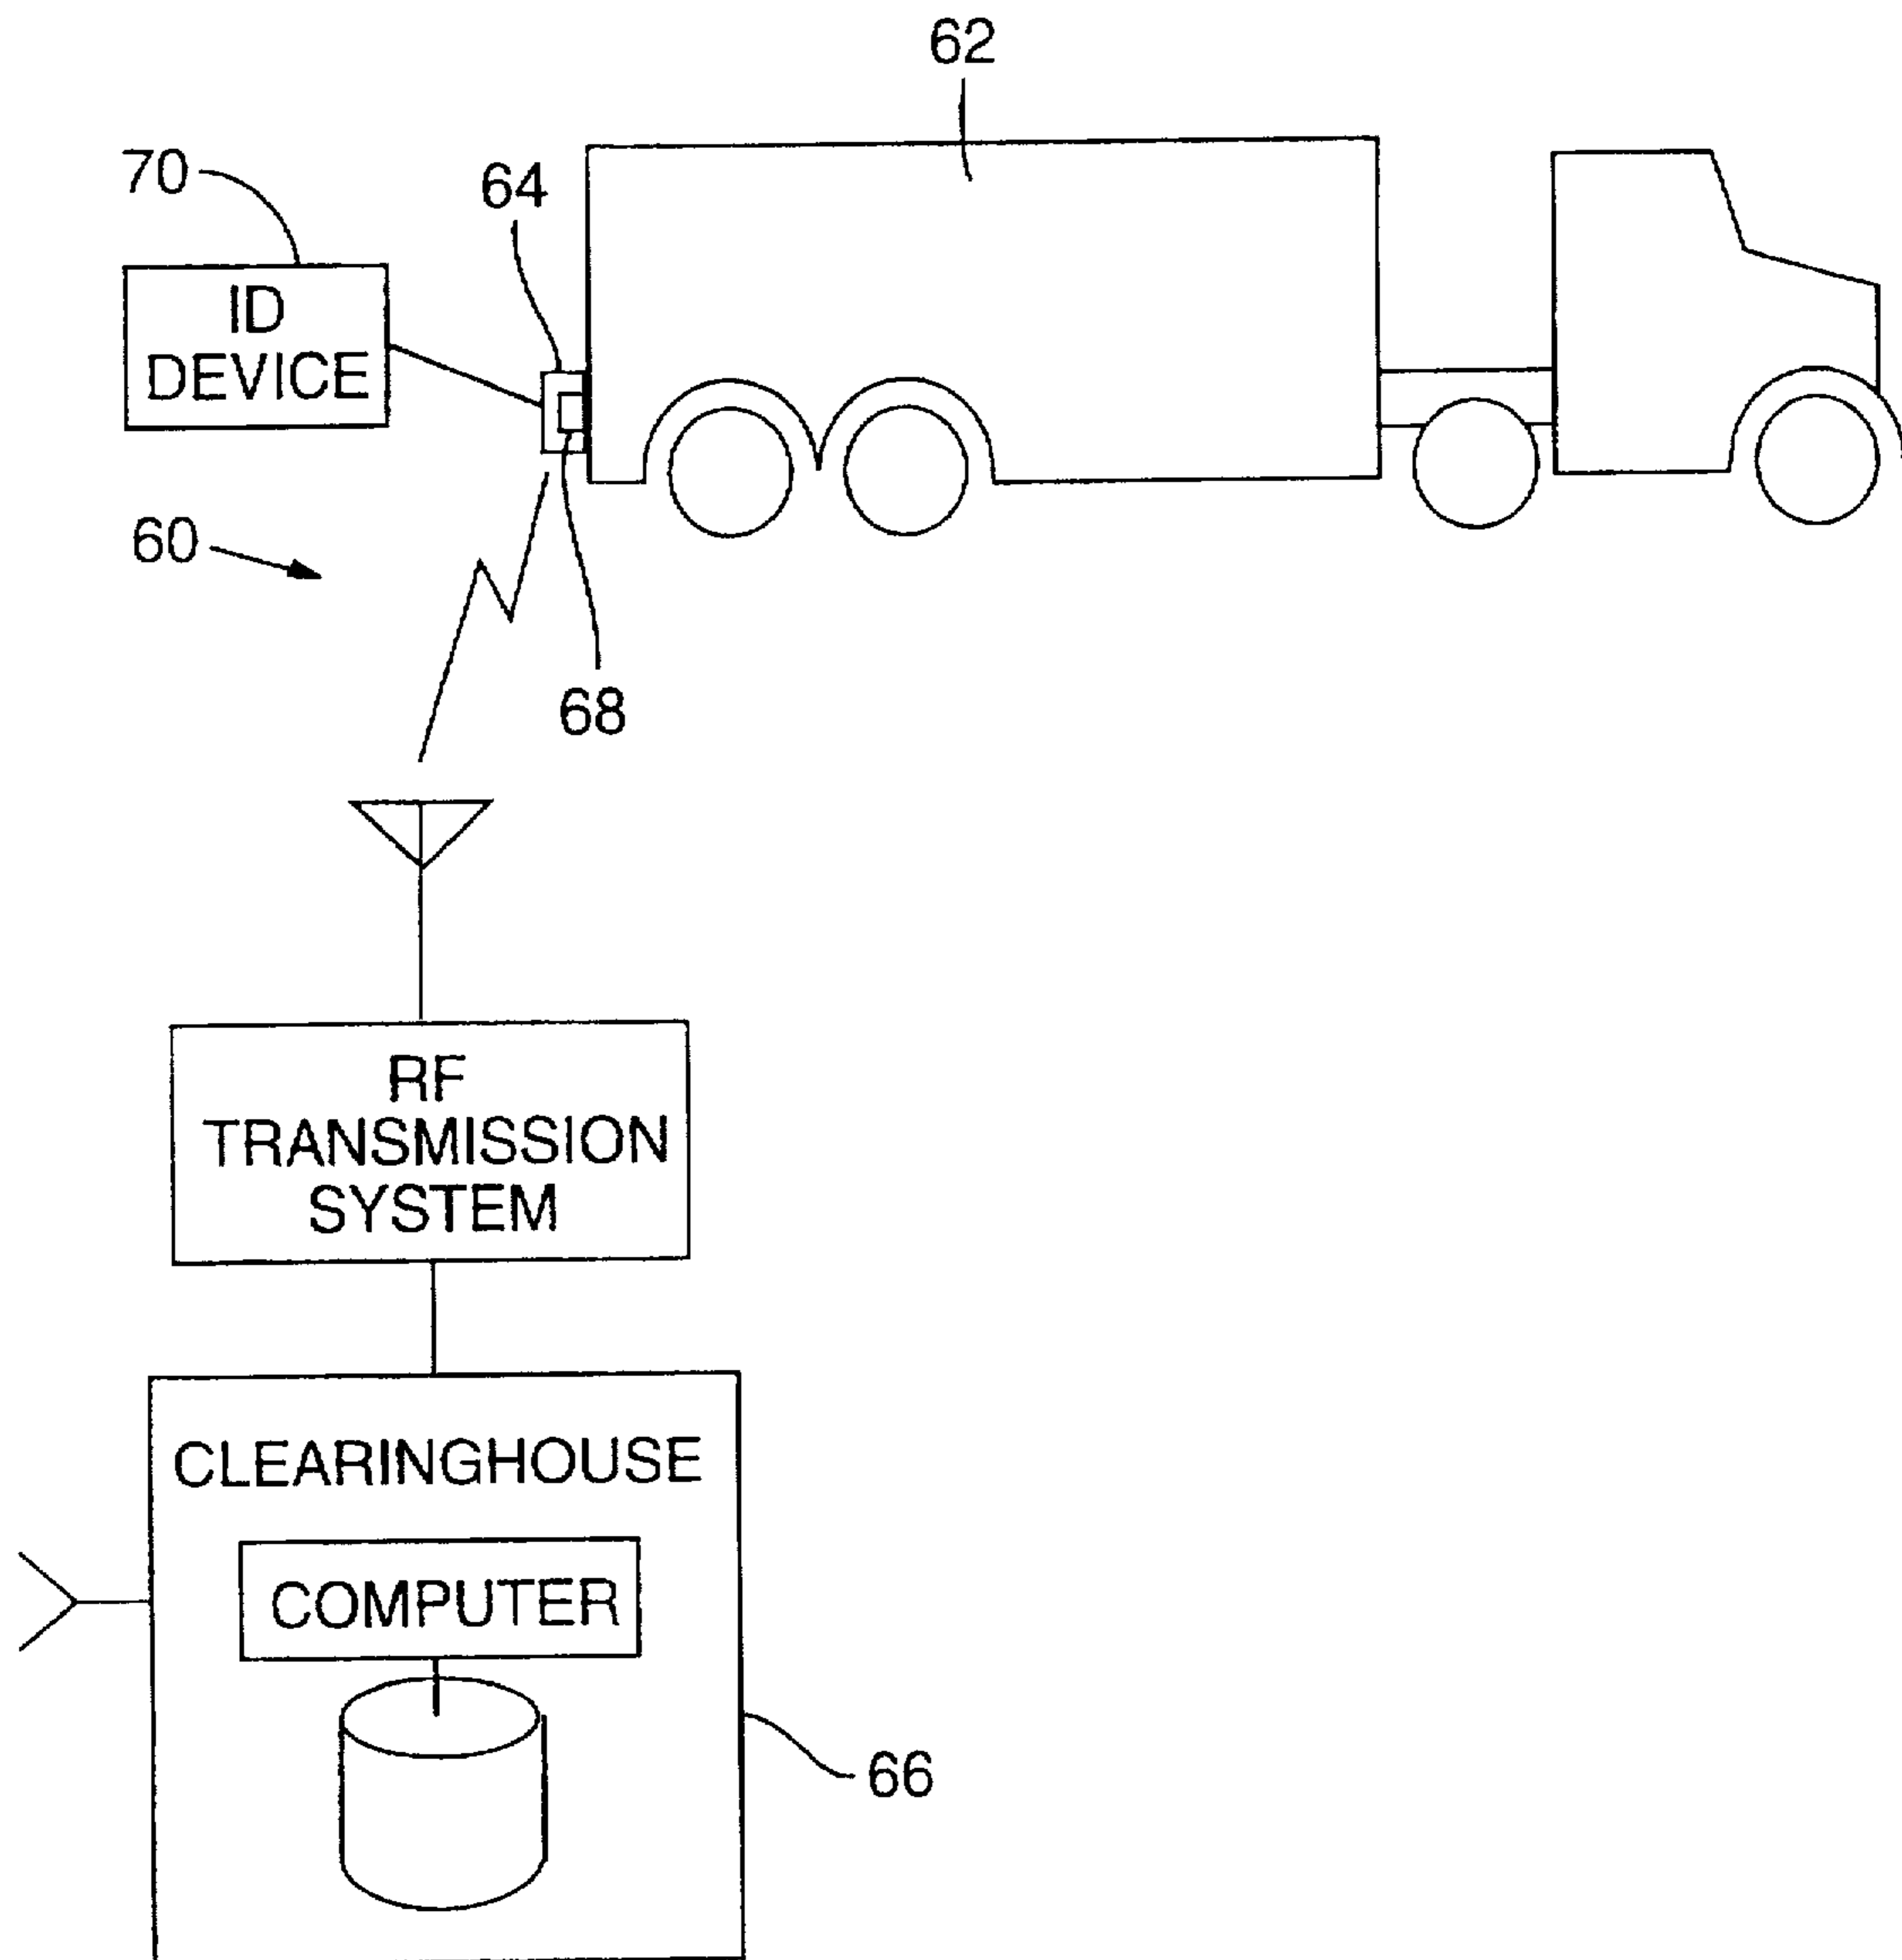 62
70
64
ID
DEVICE
60
68
RF
TRANSMISSION
SYSTEM
CLEARINGHOUSE
COMPUTER
66